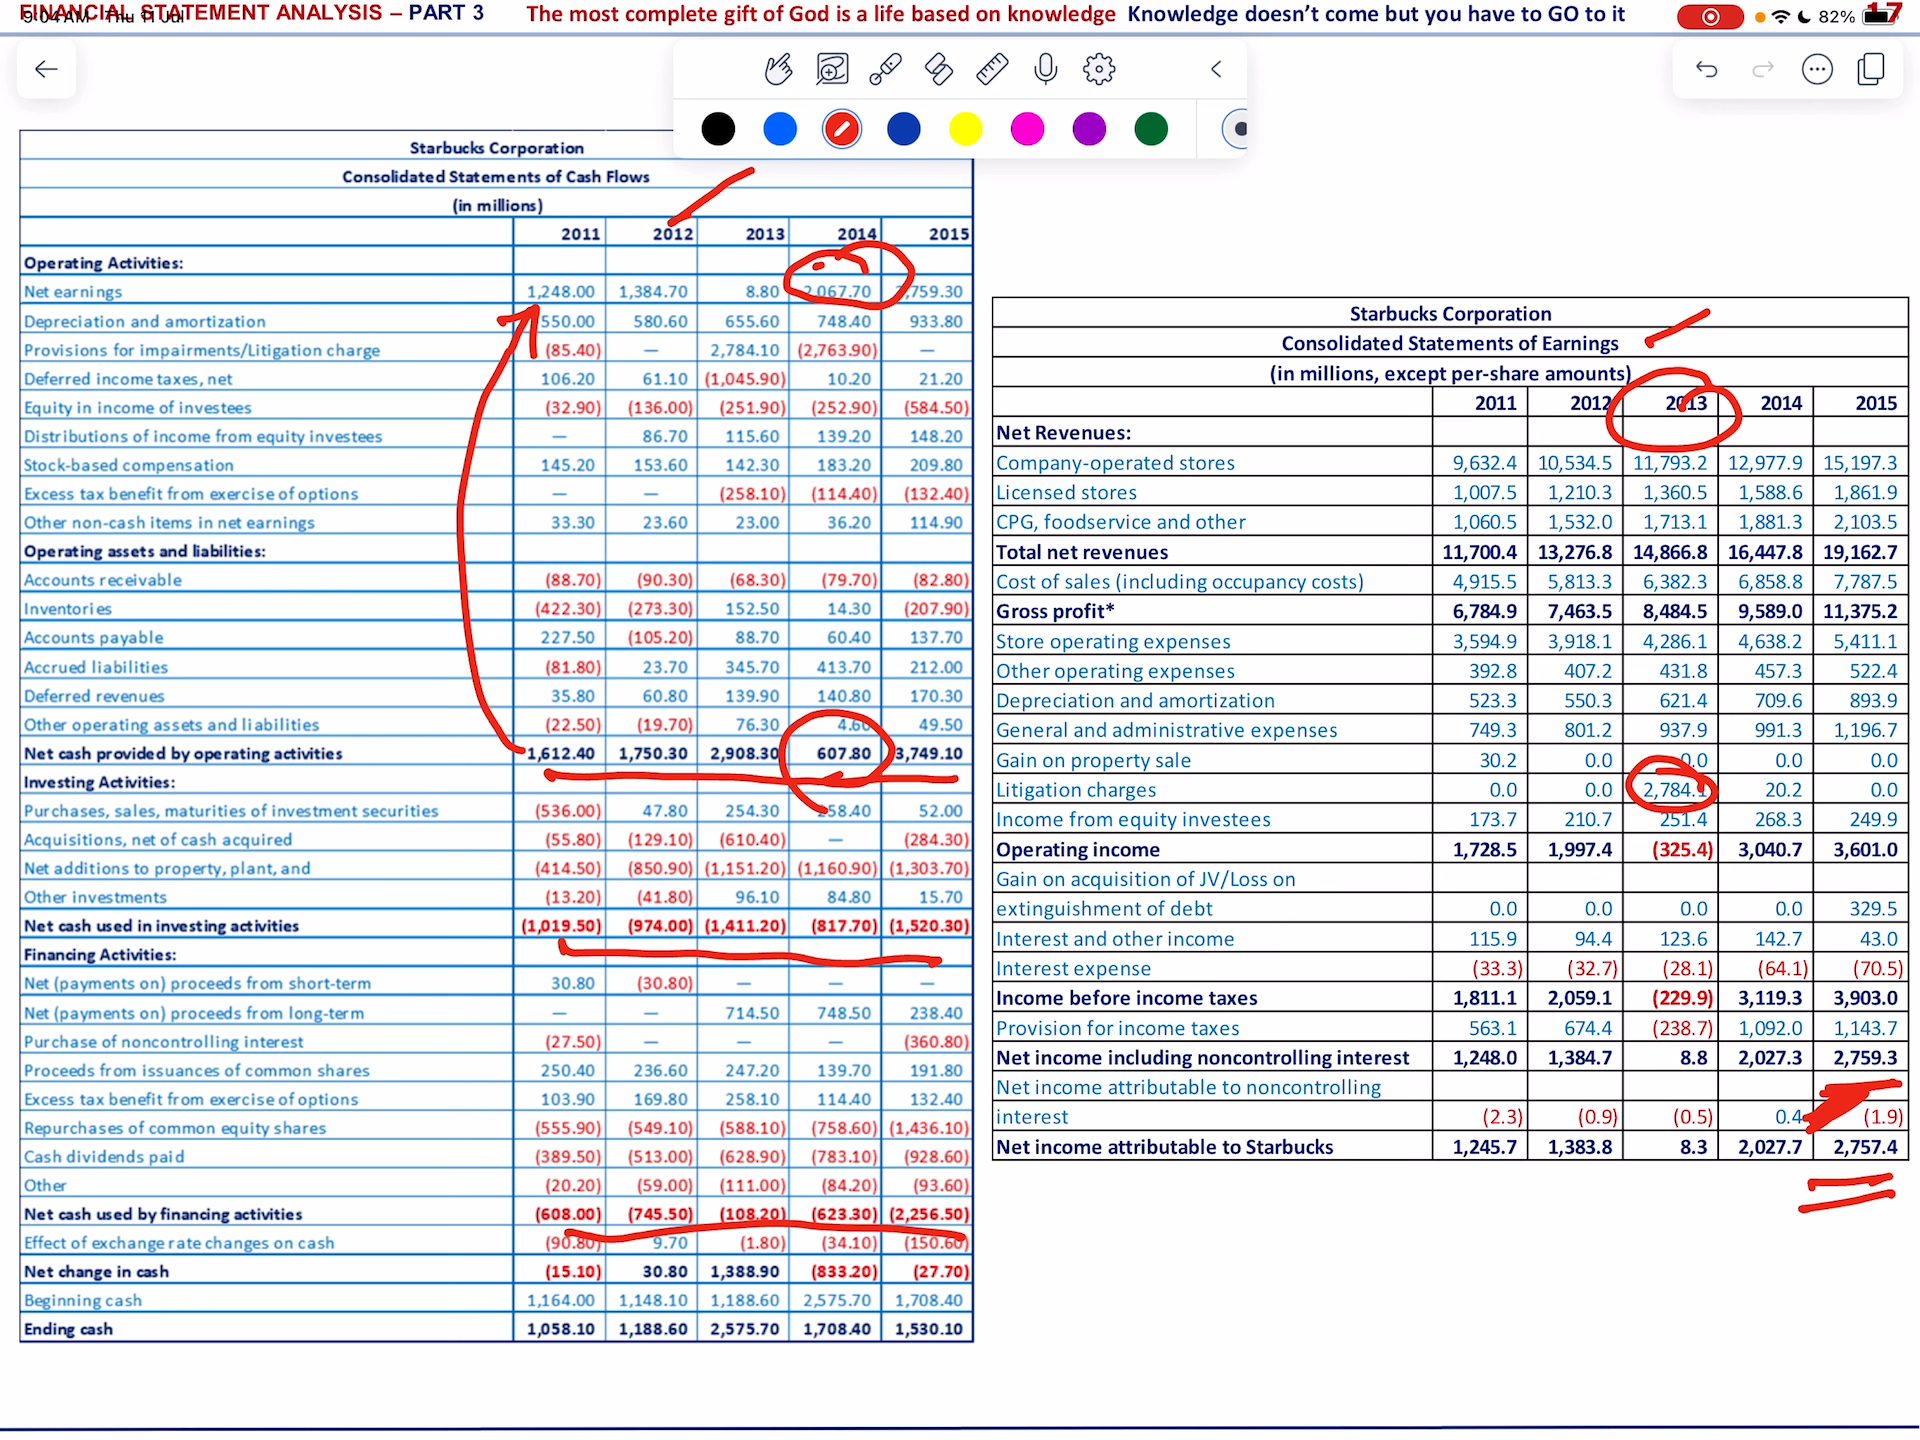 FINANCIAL STATEMENT ANALYSIS – PART 3 The most complete gift of God is a life based on knowledge Knowledge doesn't come but you have to GO to it
9:04 AM Thu 11 Jul
82%
17
Starbucks Corporation
Consolidated Statements of Cash Flows
(in millions)
2011 2012 2013 2014 2015
Operating Activities:
Net earnings 1,248.00 1,384.70 8.80 2,067.70 2,759.30
Depreciation and amortization 550.00 580.60 655.60 748.40 933.80
Provisions for impairments/Litigation charge (85.40) — 2,784.10 (2,763.90) —
Deferred income taxes, net 106.20 61.10 (1,045.90) 10.20 21.20
Equity in income of investees (32.90) (136.00) (251.90) (252.90) (584.50)
Distributions of income from equity investees — 86.70 115.60 139.20 148.20
Stock-based compensation 145.20 153.60 142.30 183.20 209.80
Excess tax benefit from exercise of options — — (258.10) (114.40) (132.40)
Other non-cash items in net earnings 33.30 23.60 23.00 36.20 114.90
Operating assets and liabilities:
Accounts receivable (88.70) (90.30) (68.30) (79.70) (82.80)
Inventories (422.30) (273.30) 152.50 14.30 (207.90)
Accounts payable 227.50 (105.20) 88.70 60.40 137.70
Accrued liabilities (81.80) 23.70 345.70 413.70 212.00
Deferred revenues 35.80 60.80 139.90 140.80 170.30
Other operating assets and liabilities (22.50) (19.70) 76.30 4.60 49.50
Net cash provided by operating activities 1,612.40 1,750.30 2,908.30 607.80 3,749.10
Investing Activities:
Purchases, sales, maturities of investment securities (536.00) 47.80 254.30 258.40 52.00
Acquisitions, net of cash acquired (55.80) (129.10) (610.40) — (284.30)
Net additions to property, plant, and (414.50) (850.90) (1,151.20) (1,160.90) (1,303.70)
Other investments (13.20) (41.80) 96.10 84.80 15.70
Net cash used in investing activities (1,019.50) (974.00) (1,411.20) (817.70) (1,520.30)
Financing Activities:
Net (payments on) proceeds from short-term 30.80 (30.80) — — —
Net (payments on) proceeds from long-term — — 714.50 748.50 238.40
Purchase of noncontrolling interest (27.50) — — — (360.80)
Proceeds from issuances of common shares 250.40 236.60 247.20 139.70 191.80
Excess tax benefit from exercise of options 103.90 169.80 258.10 114.40 132.40
Repurchases of common equity shares (555.90) (549.10) (588.10) (758.60) (1,436.10)
Cash dividends paid (389.50) (513.00) (628.90) (783.10) (928.60)
Other (20.20) (59.00) (111.00) (84.20) (93.60)
Net cash used by financing activities (608.00) (745.50) (108.20) (623.30) (2,256.50)
Effect of exchange rate changes on cash (90.80) 9.70 (1.80) (34.10) (150.60)
Net change in cash (15.10) 30.80 1,388.90 (833.20) (27.70)
Beginning cash 1,164.00 1,148.10 1,188.60 2,575.70 1,708.40
Ending cash 1,058.10 1,188.60 2,575.70 1,708.40 1,530.10
Starbucks Corporation
Consolidated Statements of Earnings
(in millions, except per-share amounts)
2011 2012 2013 2014 2015
Net Revenues:
Company-operated stores 9,632.4 10,534.5 11,793.2 12,977.9 15,197.3
Licensed stores 1,007.5 1,210.3 1,360.5 1,588.6 1,861.9
CPG, foodservice and other 1,060.5 1,532.0 1,713.1 1,881.3 2,103.5
Total net revenues 11,700.4 13,276.8 14,866.8 16,447.8 19,162.7
Cost of sales (including occupancy costs) 4,915.5 5,813.3 6,382.3 6,858.8 7,787.5
Gross profit* 6,784.9 7,463.5 8,484.5 9,589.0 11,375.2
Store operating expenses 3,594.9 3,918.1 4,286.1 4,638.2 5,411.1
Other operating expenses 392.8 407.2 431.8 457.3 522.4
Depreciation and amortization 523.3 550.3 621.4 709.6 893.9
General and administrative expenses 749.3 801.2 937.9 991.3 1,196.7
Gain on property sale 30.2 0.0 0.0 0.0 0.0
Litigation charges 0.0 0.0 2,784.1 20.2 0.0
Income from equity investees 173.7 210.7 251.4 268.3 249.9
Operating income 1,728.5 1,997.4 (325.4) 3,040.7 3,601.0
Gain on acquisition of JV/Loss on
extinguishment of debt 0.0 0.0 0.0 0.0 329.5
Interest and other income 115.9 94.4 123.6 142.7 43.0
Interest expense (33.3) (32.7) (28.1) (64.1) (70.5)
Income before income taxes 1,811.1 2,059.1 (229.9) 3,119.3 3,903.0
Provision for income taxes 563.1 674.4 (238.7) 1,092.0 1,143.7
Net income including noncontrolling interest 1,248.0 1,384.7 8.8 2,027.3 2,759.3
Net income attributable to noncontrolling
interest (2.3) (0.9) (0.5) 0.4 (1.9)
Net income attributable to Starbucks 1,245.7 1,383.8 8.3 2,027.7 2,757.4